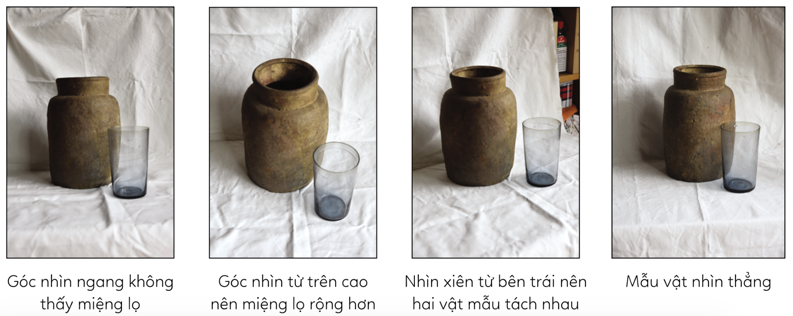 Góc nhìn ngang không
thấy miệng lọ
Góc nhìn từ trên cao
nên miệng lọ rộng hơn
Nhìn xiên từ bên trái nên
hai vật mẫu tách nhau
Mẫu vật nhìn thẳng